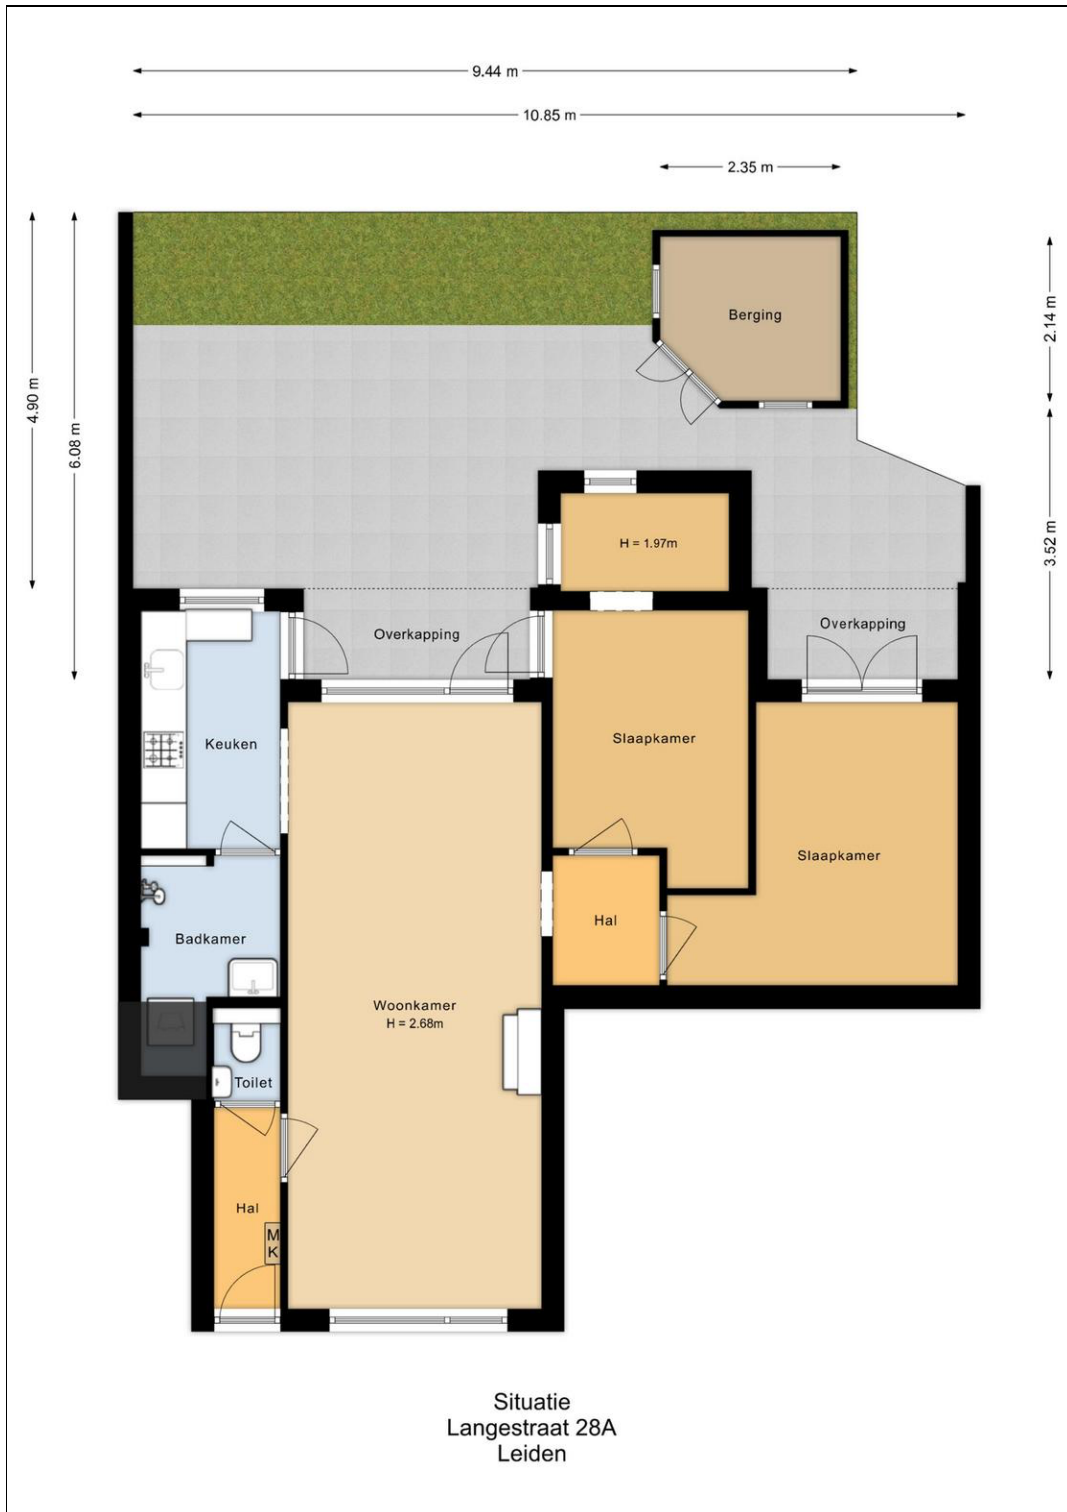 9.44 m
10.85 m
2.35 m
4.90 m
6.08 m
2.14 m
3.52 m
Berging
H = 1.97m
Overkapping
Overkapping
Keuken
Slaapkamer
Slaapkamer
Badkamer
Hal
Woonkamer
H = 2.68m
Toilet
Hal
M
K
Situatie
Langestraat 28A
Leiden